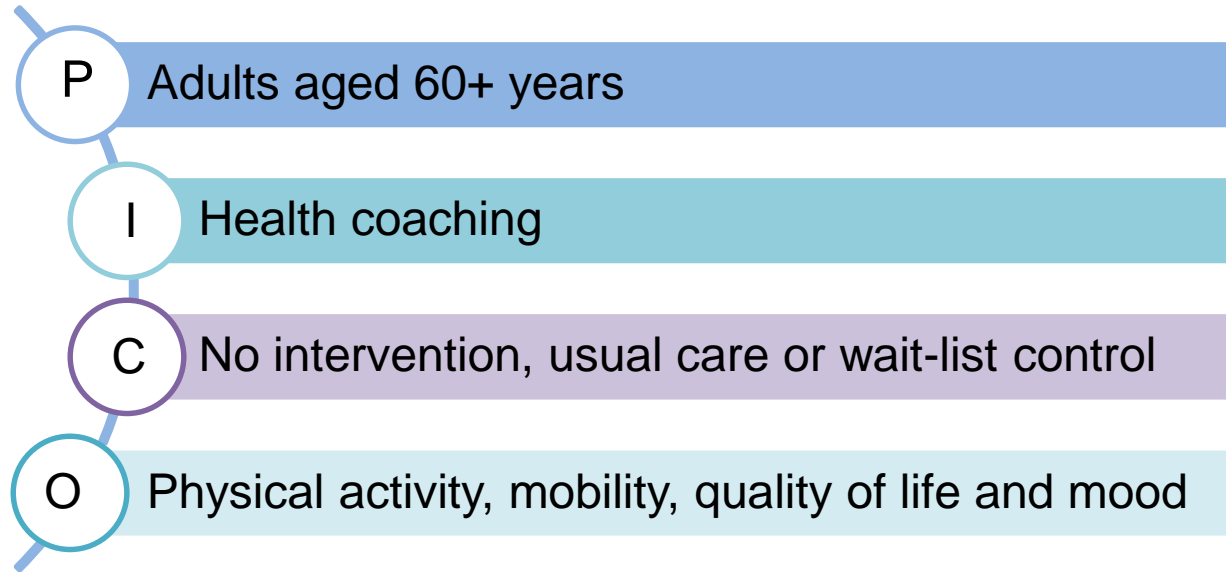 P Adults aged 60+ years
I Health coaching
C No intervention, usual care or wait-list control
O Physical activity, mobility, quality of life and mood